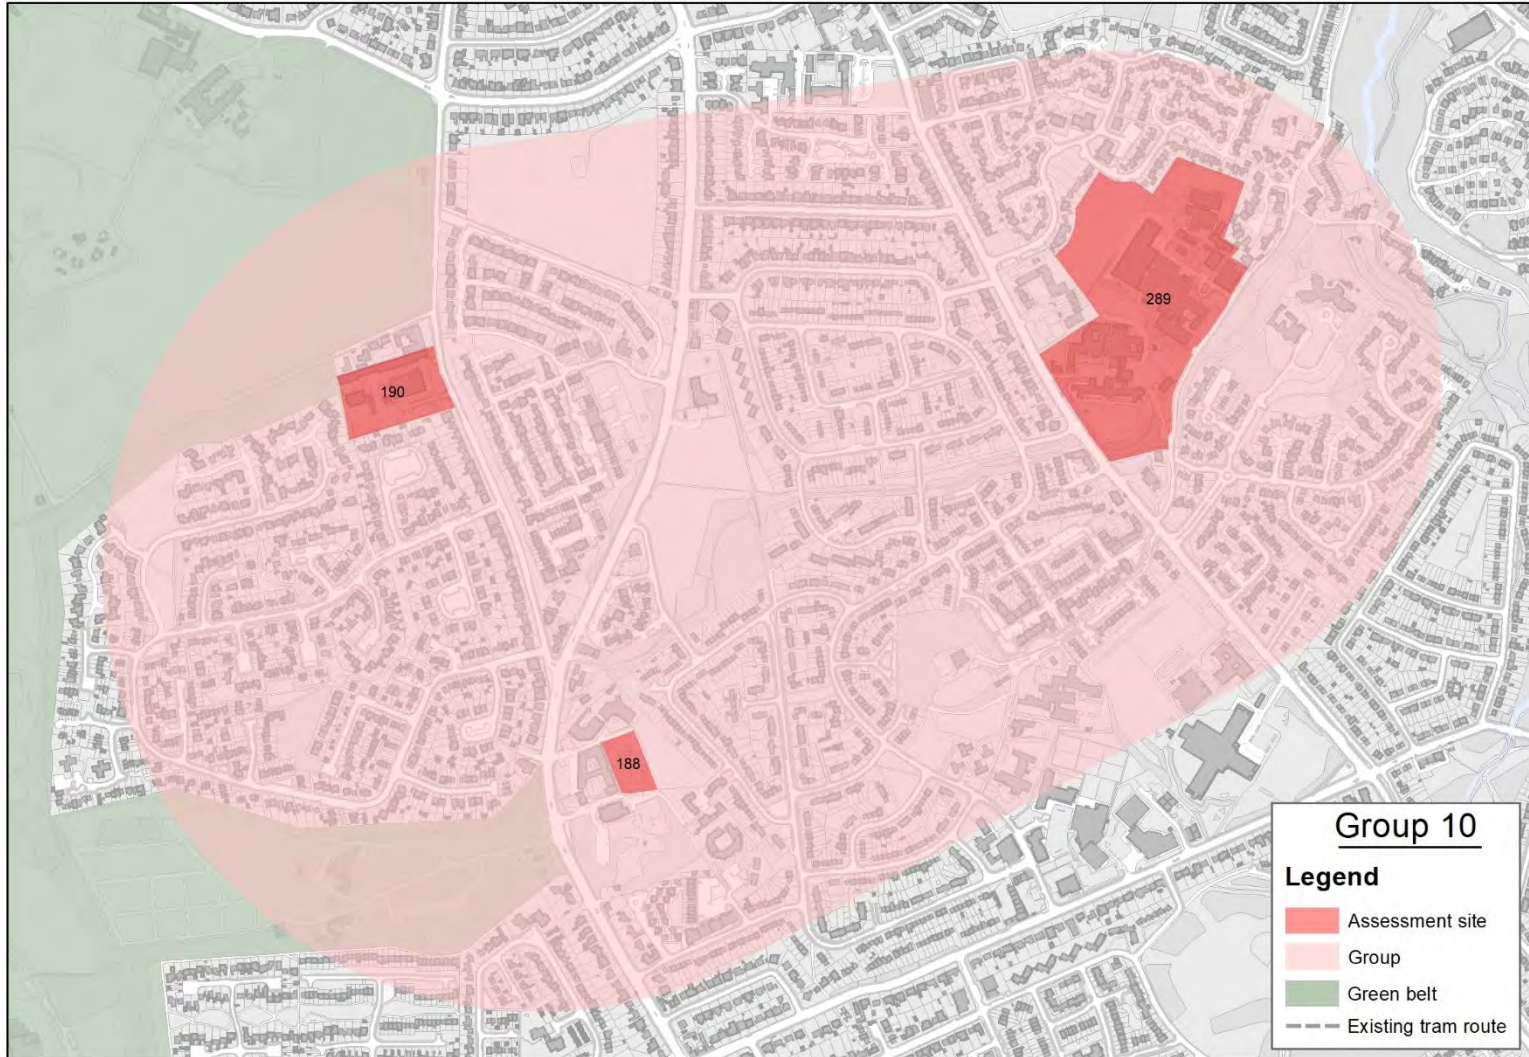 289
190
188
Group 10
Legend
Assessment site
Group
Green belt
Existing tram route